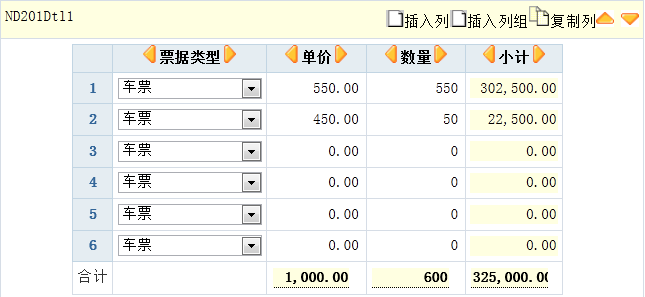 ND201Dtl1 插入列 插入列组 复制列
票据类型 单价 数量 小计
1 车票 550.00 550 302,500.00
2 车票 450.00 50 22,500.00
3 车票 0.00 0 0.00
4 车票 0.00 0 0.00
5 车票 0.00 0 0.00
6 车票 0.00 0 0.00
合计 1,000.00 600 325,000.00